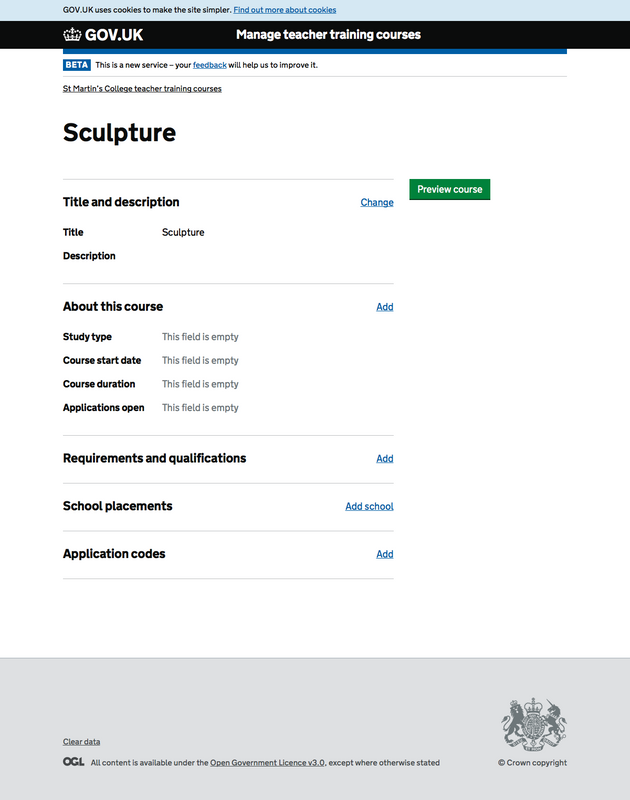 GOV.UK uses cookies to make the site simpler. Find out more about cookies
GOV.UK Manage teacher training courses
BETA This is a new service – your feedback will help us to improve it.
St Martin's College teacher training courses
Sculpture
Preview course
Title and description Change
Title Sculpture
Description
About this course Add
Study type This field is empty
Course start date This field is empty
Course duration This field is empty
Applications open This field is empty
Requirements and qualifications Add
School placements Add school
Application codes Add
Clear data
OGL All content is available under the Open Government Licence v3.0, except where otherwise stated
© Crown copyright